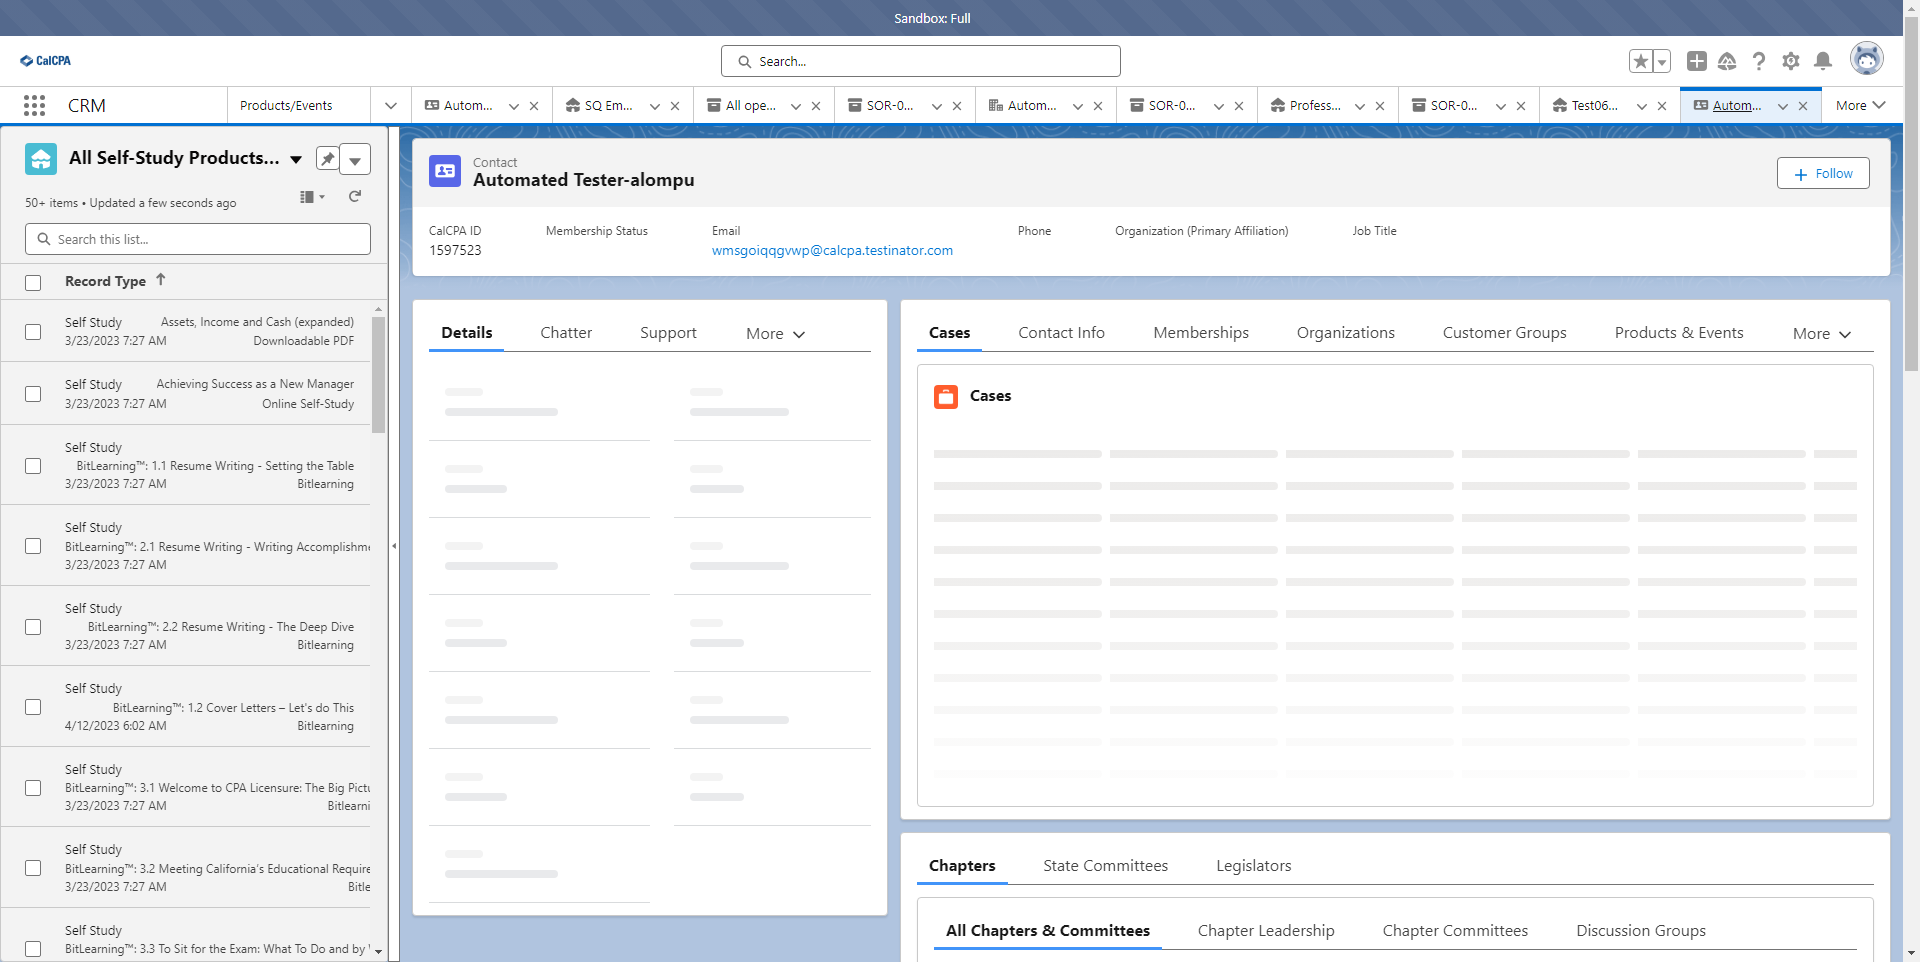 Sandbox: Full
CalCPA
Search...
CRM
Products/Events
Autom...
SQ Em...
All ope...
SOR-0...
Autom...
SOR-0...
Profess...
SOR-0...
Test06...
Autom...
More
All Self-Study Products...
50+ items • Updated a few seconds ago
Search this list...
Record Type
Self Study Assets, Income and Cash (expanded)
3/23/2023 7:27 AM Downloadable PDF
Self Study Achieving Success as a New Manager
3/23/2023 7:27 AM Online Self-Study
Self Study
BitLearning™: 1.1 Resume Writing - Setting the Table
3/23/2023 7:27 AM Bitlearning
Self Study
BitLearning™: 2.1 Resume Writing - Writing Accomplishme
3/23/2023 7:27 AM
Self Study
BitLearning™: 2.2 Resume Writing - The Deep Dive
3/23/2023 7:27 AM Bitlearning
Self Study
BitLearning™: 1.2 Cover Letters – Let's do This
4/12/2023 6:02 AM Bitlearning
Self Study
BitLearning™: 3.1 Welcome to CPA Licensure: The Big Pictu
3/23/2023 7:27 AM Bitlearni
Self Study
BitLearning™: 3.2 Meeting California's Educational Require
3/23/2023 7:27 AM Bitle
Self Study
BitLearning™: 3.3 To Sit for the Exam: What To Do and by
Contact
Automated Tester-alompu
Follow
CalCPA ID
1597523
Membership Status
Email
wmsgoiqqgvwp@calcpa.testinator.com
Phone
Organization (Primary Affiliation)
Job Title
Details
Chatter
Support
More
Cases
Contact Info
Memberships
Organizations
Customer Groups
Products & Events
More
Cases
Chapters
State Committees
Legislators
All Chapters & Committees
Chapter Leadership
Chapter Committees
Discussion Groups